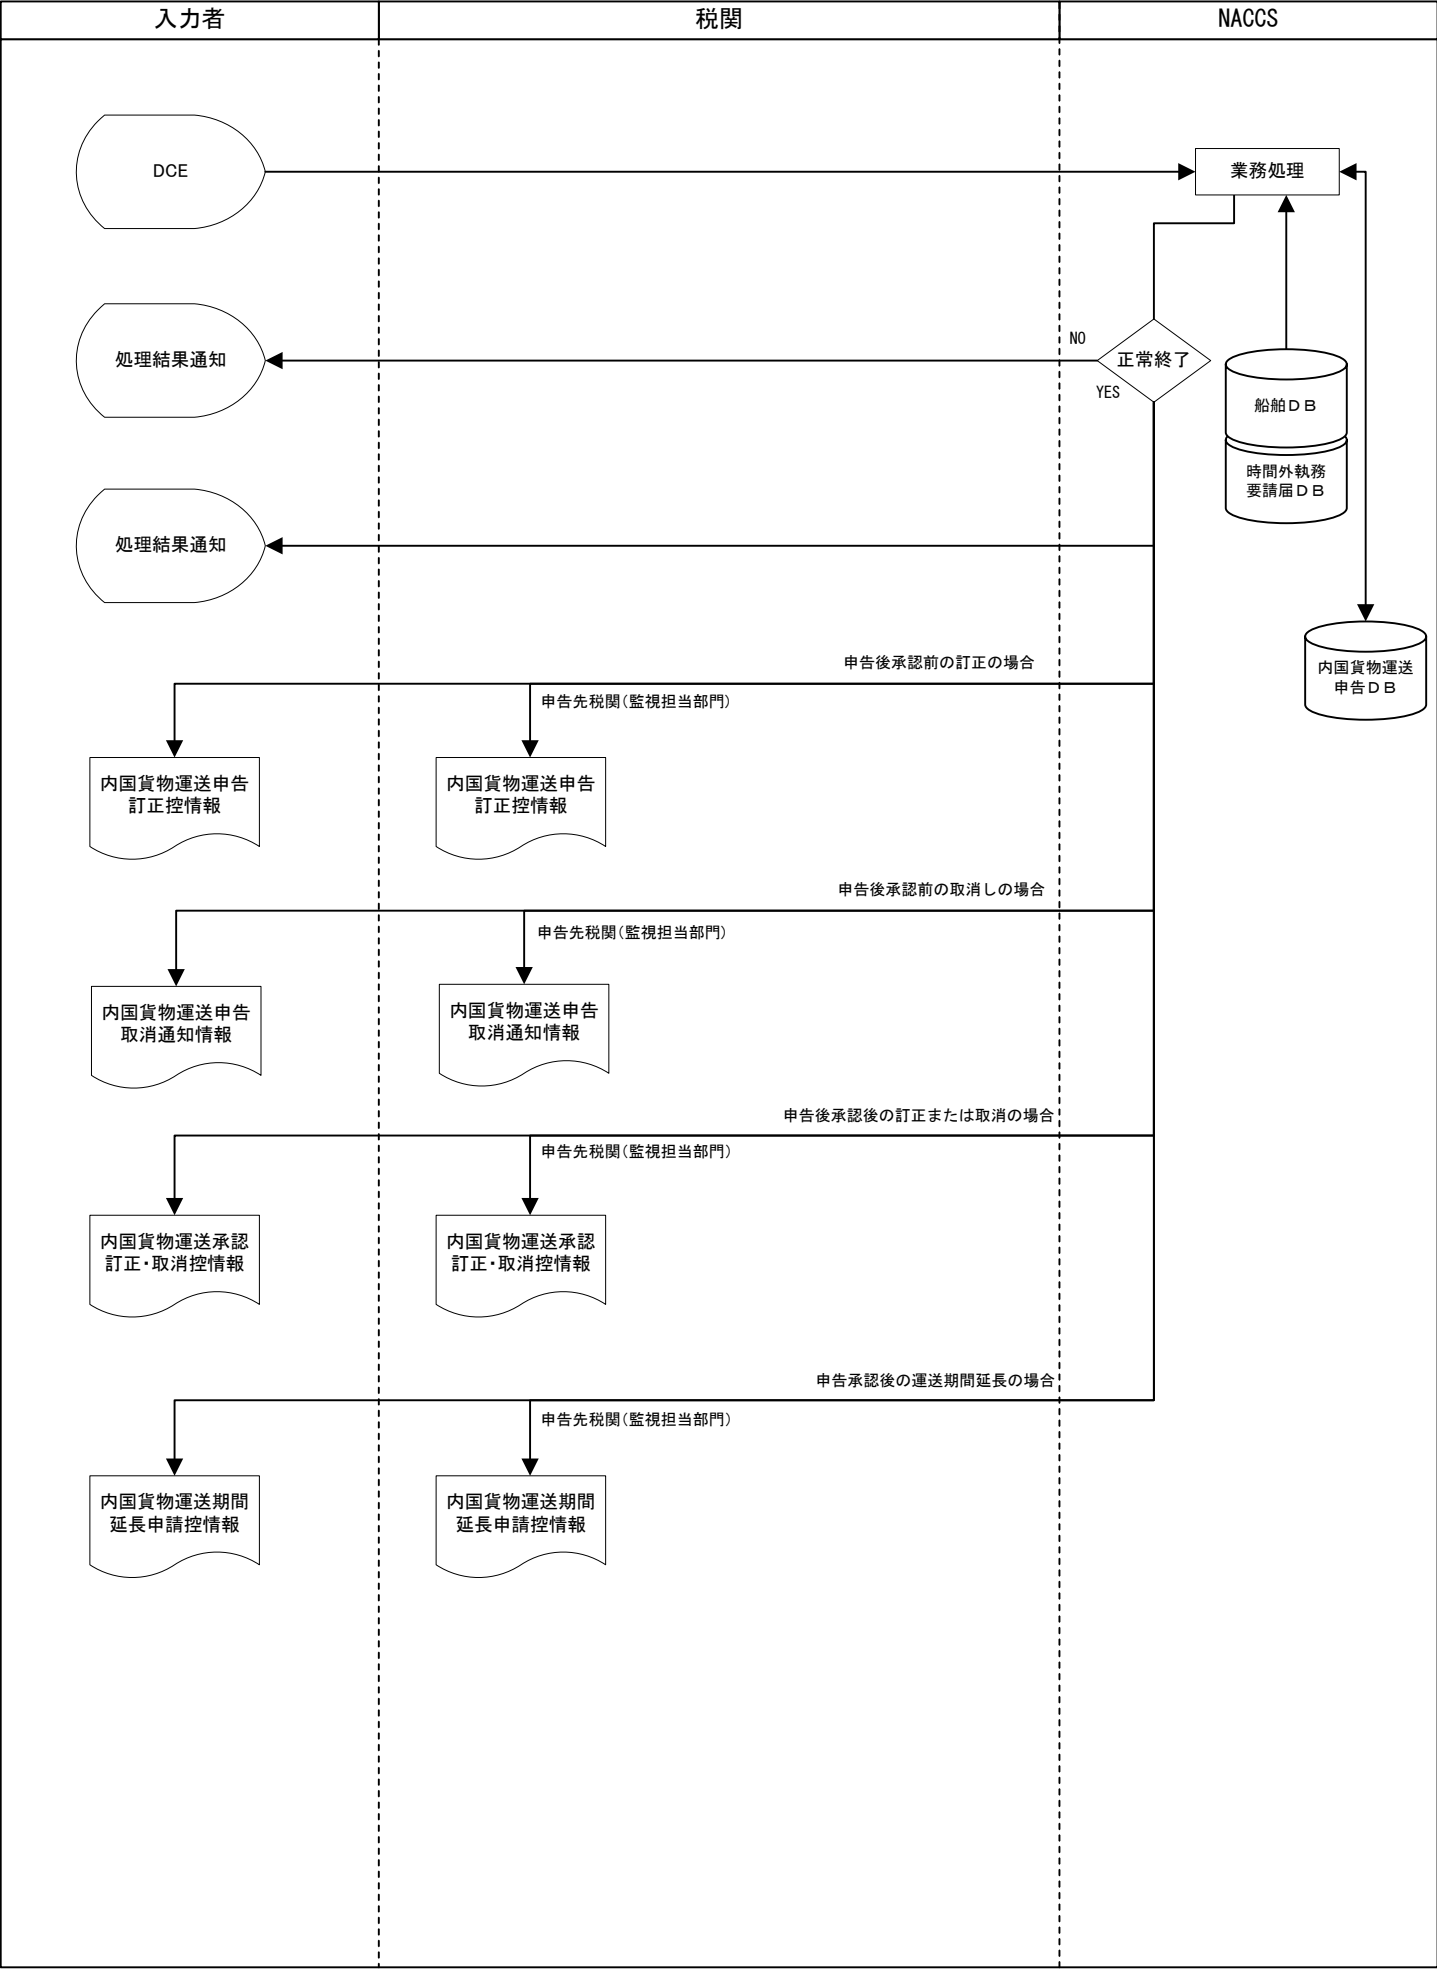 入力者
税関
NACCS
DCE
業務処理
処理結果通知
NO
正常終了
YES
船舶ＤＢ
時間外執務
要請届ＤＢ
処理結果通知
内国貨物運送
申告ＤＢ
申告後承認前の訂正の場合
申告先税関（監視担当部門）
内国貨物運送申告
訂正控情報
内国貨物運送申告
訂正控情報
申告後承認前の取消しの場合
申告先税関（監視担当部門）
内国貨物運送申告
取消通知情報
内国貨物運送申告
取消通知情報
申告後承認後の訂正または取消の場合
申告先税関（監視担当部門）
内国貨物運送承認
訂正・取消控情報
内国貨物運送承認
訂正・取消控情報
申告承認後の運送期間延長の場合
申告先税関（監視担当部門）
内国貨物運送期間
延長申請控情報
内国貨物運送期間
延長申請控情報